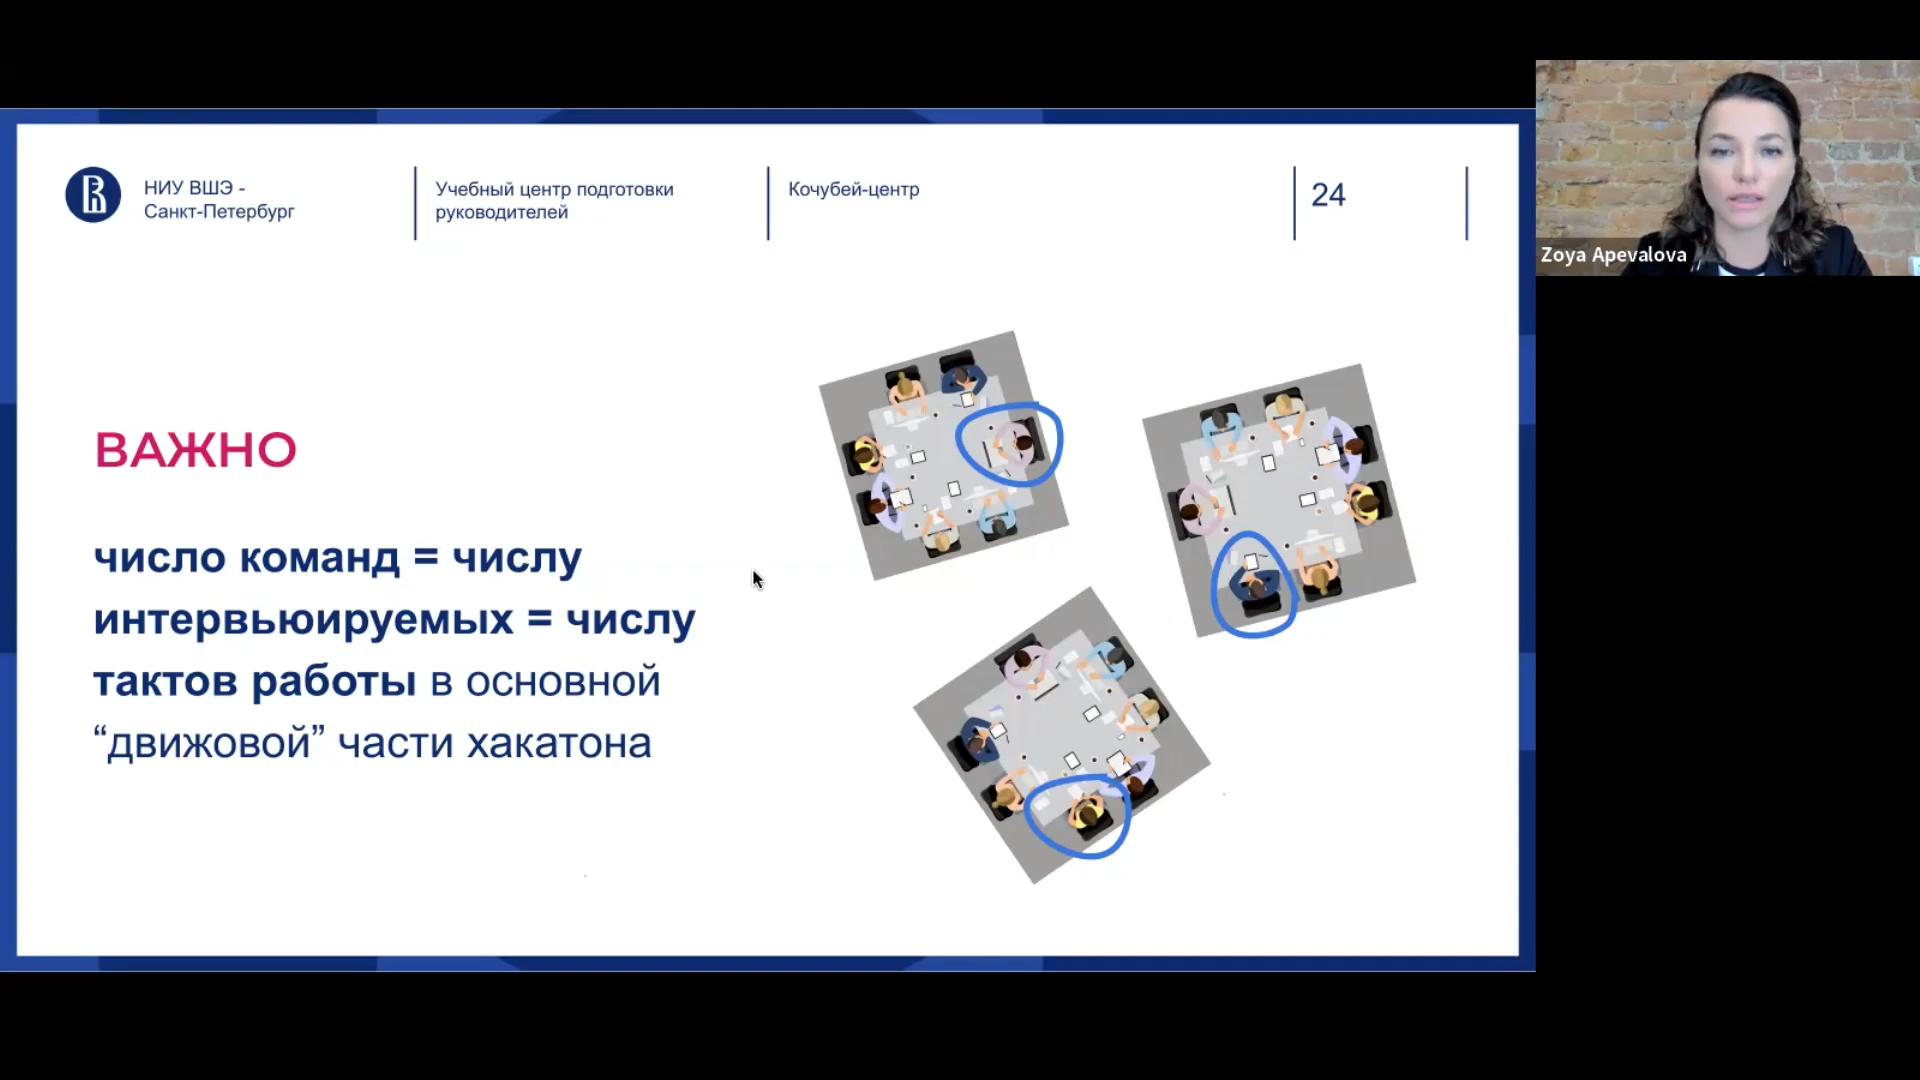 НИУ ВШЭ -
Санкт-Петербург
Учебный центр подготовки
руководителей
Кочубей-центр
24
ВАЖНО
число команд = числу
интервьюируемых = числу
тактов работы в основной
“движовой” части хакатона
Zoya Apevalova